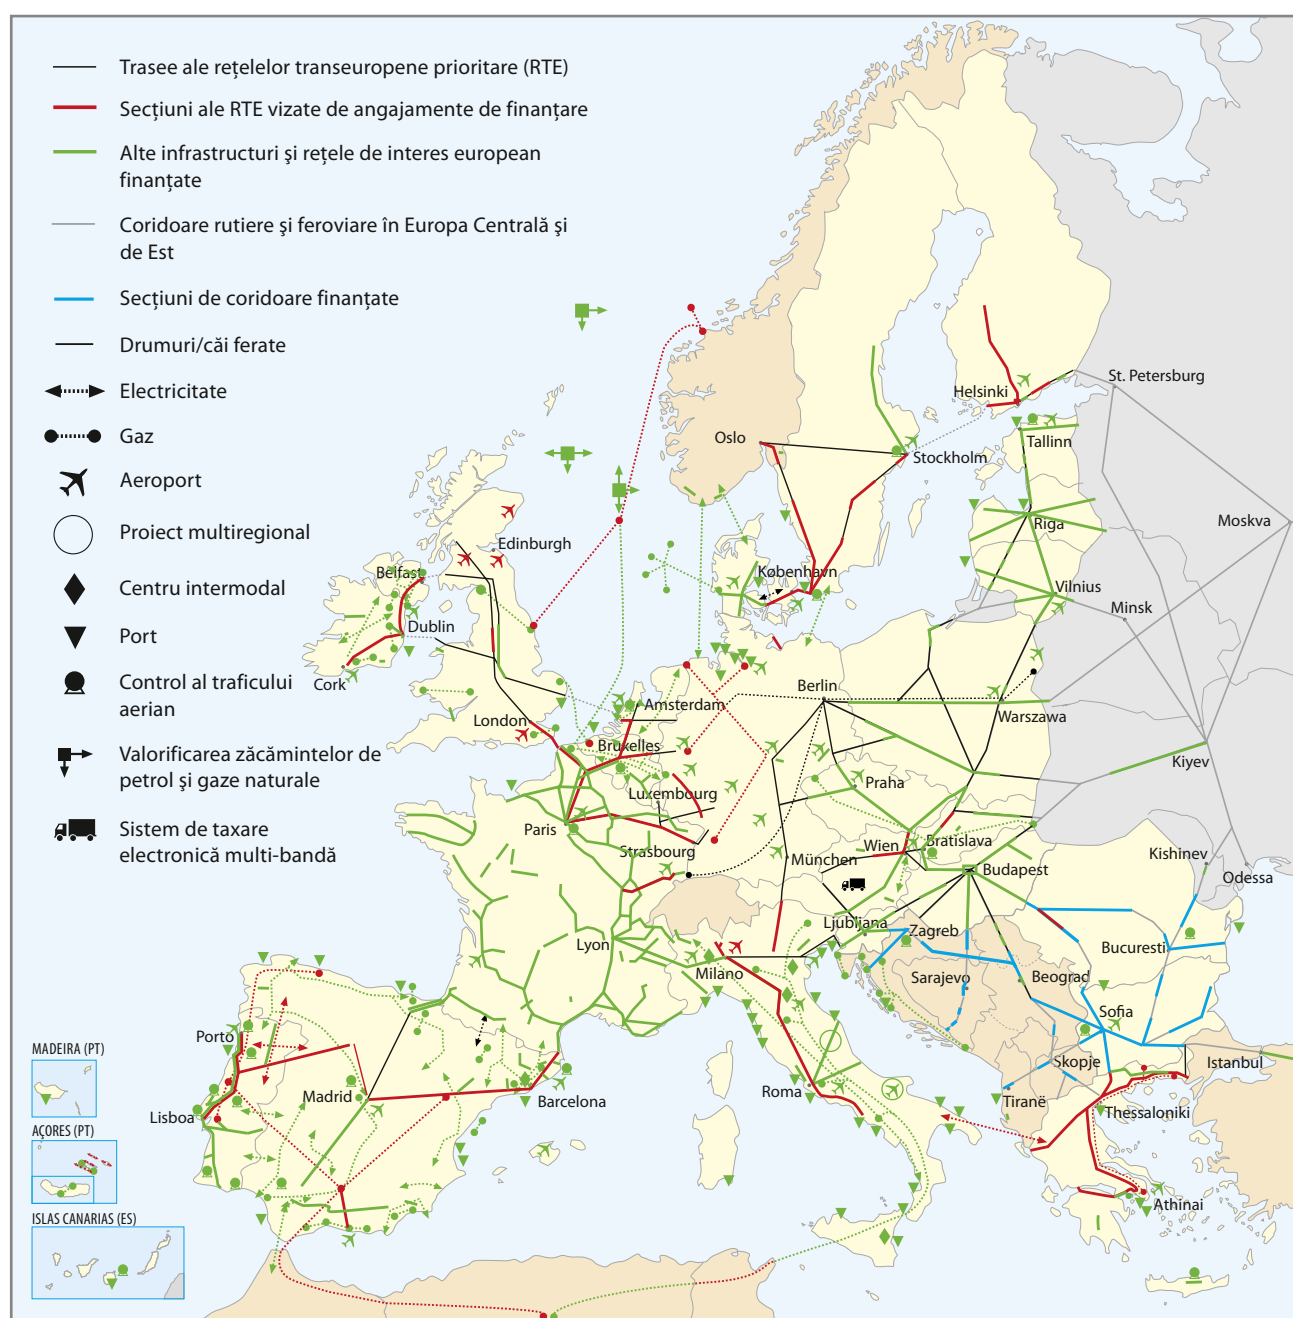 Trasee ale rețelelor transeuropene prioritare (RTE)
Secțiuni ale RTE vizate de angajamente de finanțare
Alte infrastructuri și rețele de interes european
finanțate
Coridoare rutiere și feroviare în Europa Centrală și
de Est
Secțiuni de coridoare finanțate
Drumuri/căi ferate
Electricitate
Gaz
Aeroport
Proiect multiregional
Centru intermodal
Port
Control al traficului
aerian
Valorificarea zăcămintelor de
petrol și gaze naturale
Sistem de taxare
electronică multi-bandă
St. Petersburg
Helsinki
Oslo
Tallinn
Stockholm
Moskva
Riga
Edinburgh
København
Belfast
Vilnius
Minsk
Dublin
Cork
Berlin
Amsterdam
London
Warszawa
Bruxelles
Kiyev
Praha
Luxembourg
Paris
Strasbourg
Wien
Bratislava
München
Kishinev
Budapest
Odessa
Ljubljana
Zagreb
Lyon
Bucuresti
Milano
Sarajevo
Beograd
Sofia
Porto
MADEIRA (PT)
Skopje
Istanbul
Madrid
Roma
Barcelona
Tiranë
Lisboa
Thessaloniki
AÇORES (PT)
Athinai
ISLAS CANARIAS (ES)